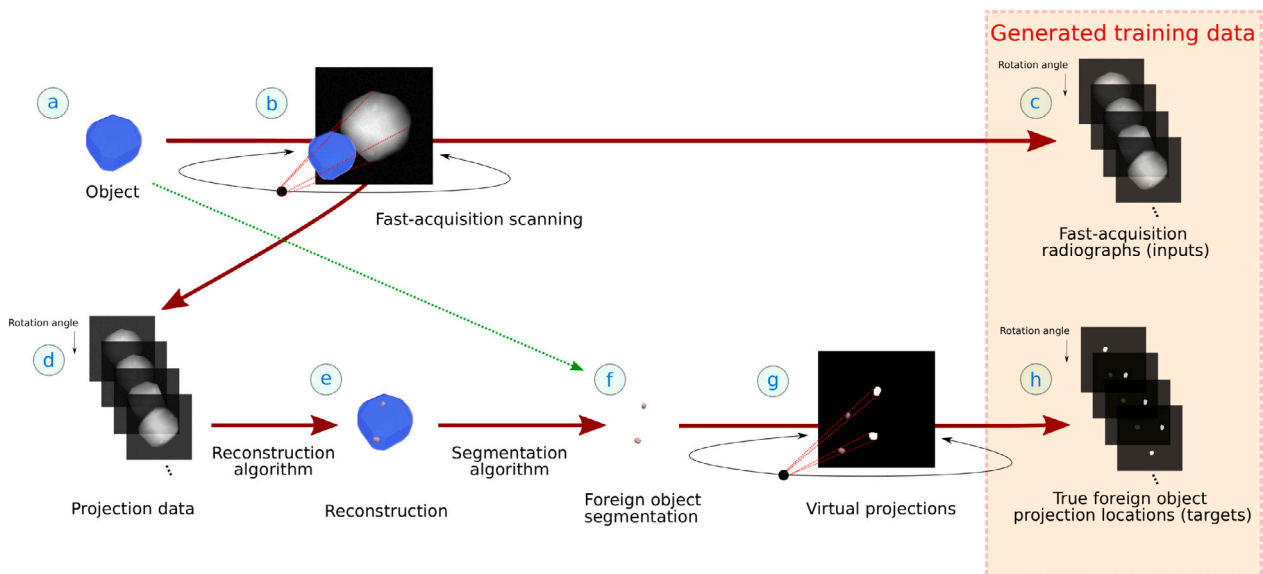 Generated training data
Rotation angle
a
b
c
Object
Fast-acquisition scanning
Fast-acquisition
radiographs (inputs)
Rotation angle
Rotation angle
d
e
f
g
h
Reconstruction
algorithm
Segmentation
algorithm
Projection data
Reconstruction
Foreign object
segmentation
Virtual projections
True foreign object
projection locations (targets)